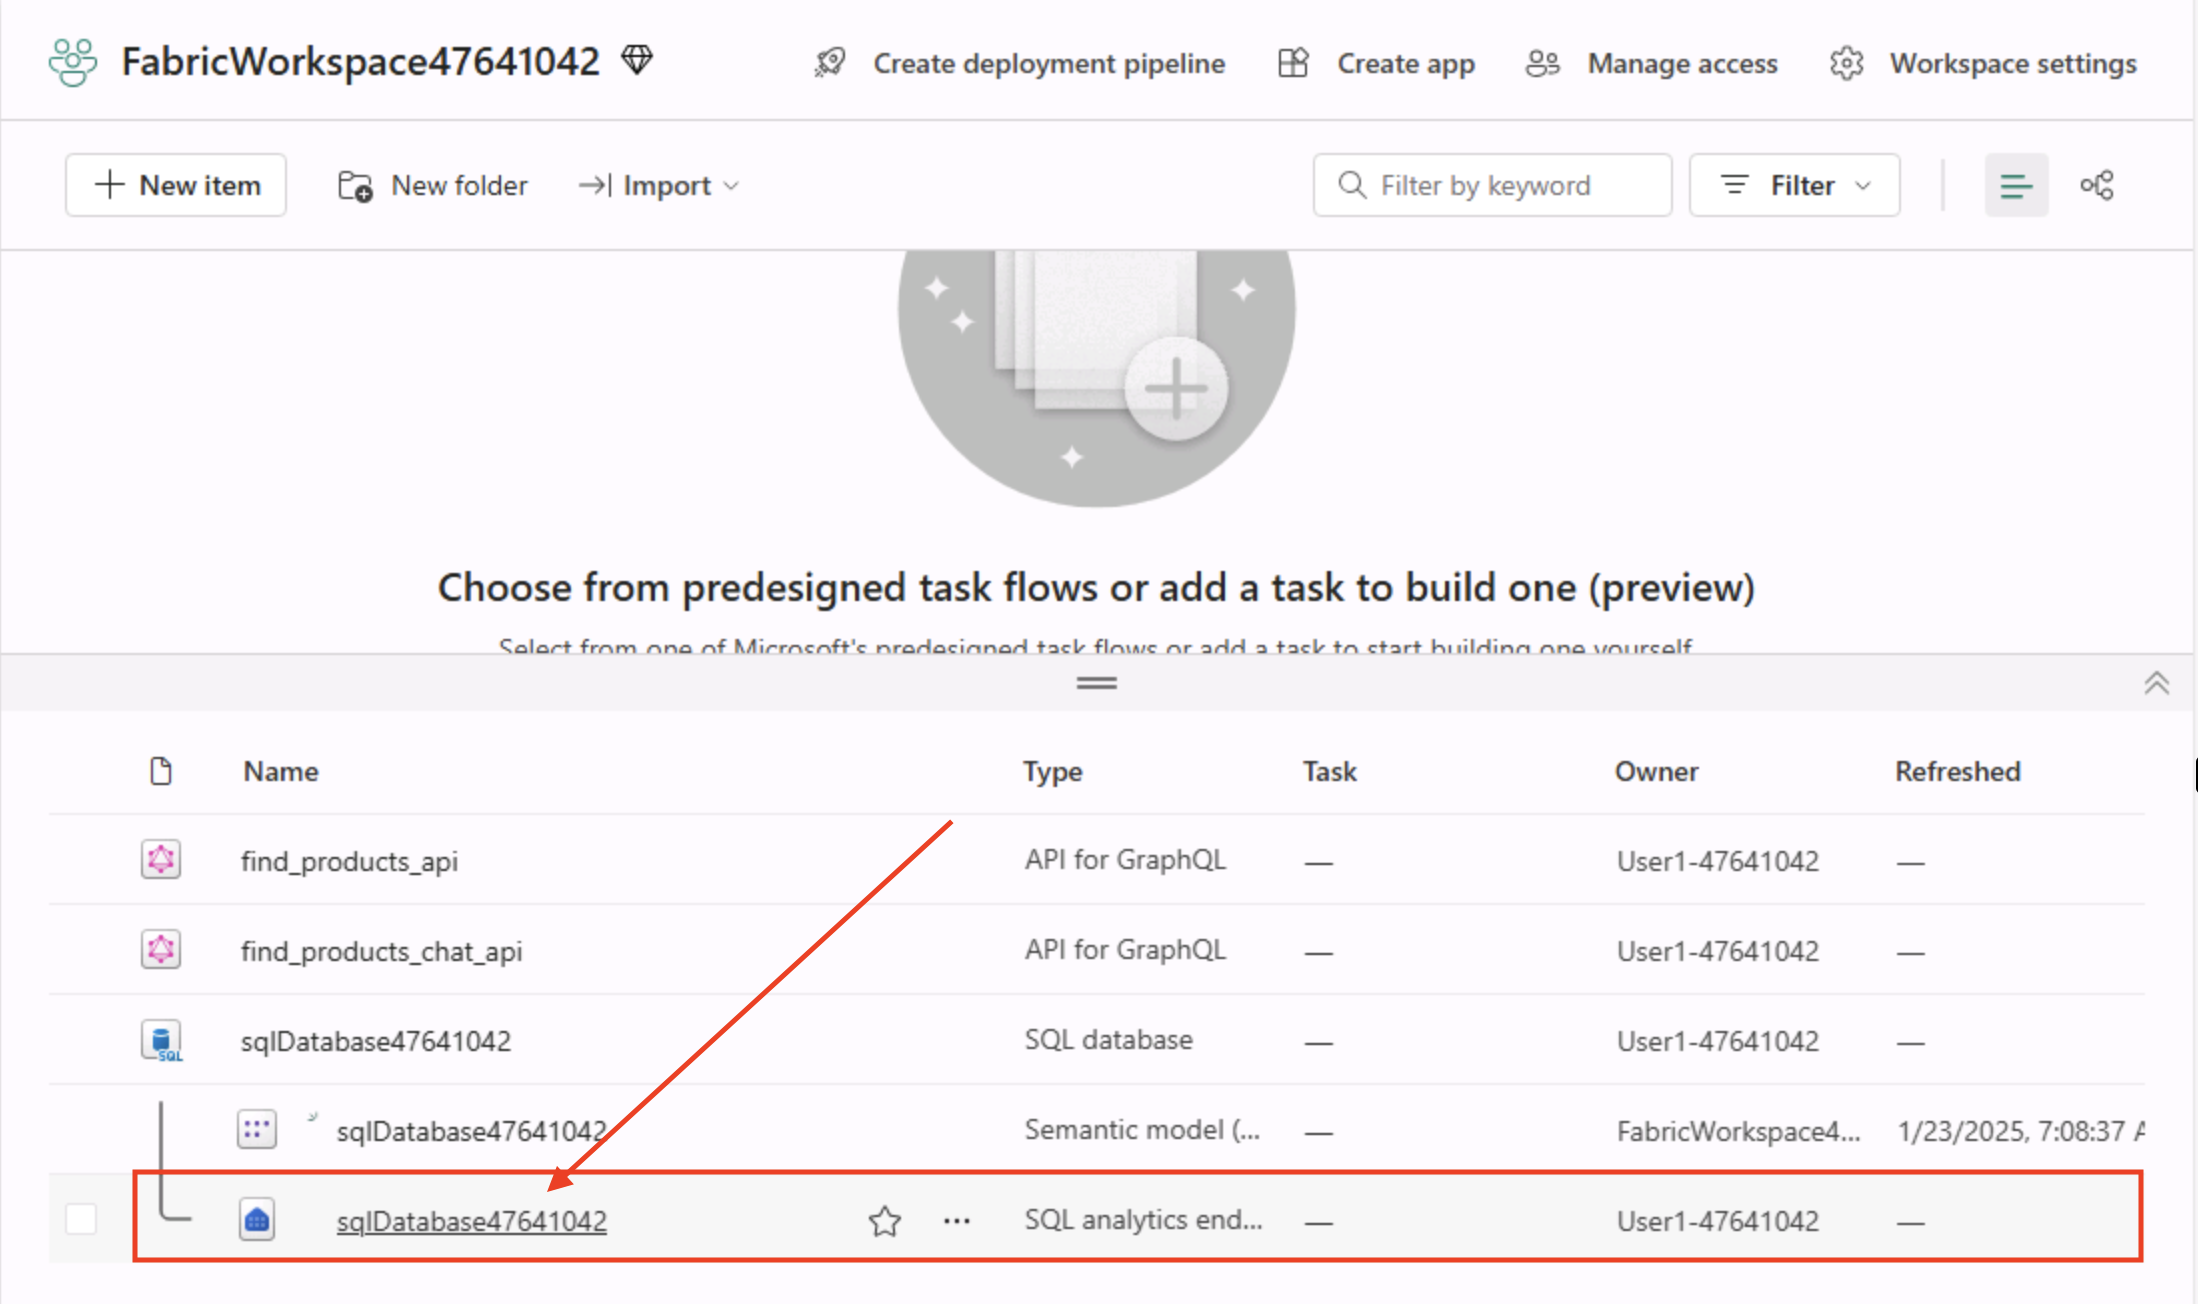 FabricWorkspace47641042 Create deployment pipeline Create app Manage access Workspace settings
New item New folder Import Filter by keyword Filter
Choose from predesigned task flows or add a task to build one (preview)
Select from one of Microsoft's predesigned task flows or add a task to start building one yourself
Name Type Task Owner Refreshed
find_products_api API for GraphQL — User1-47641042 —
find_products_chat_api API for GraphQL — User1-47641042 —
SQL sqlDatabase47641042 SQL database — User1-47641042 —
sqlDatabase47641042 Semantic model (... — FabricWorkspace4... 1/23/2025, 7:08:37 A
sqlDatabase47641042 ... SQL analytics end... — User1-47641042 —